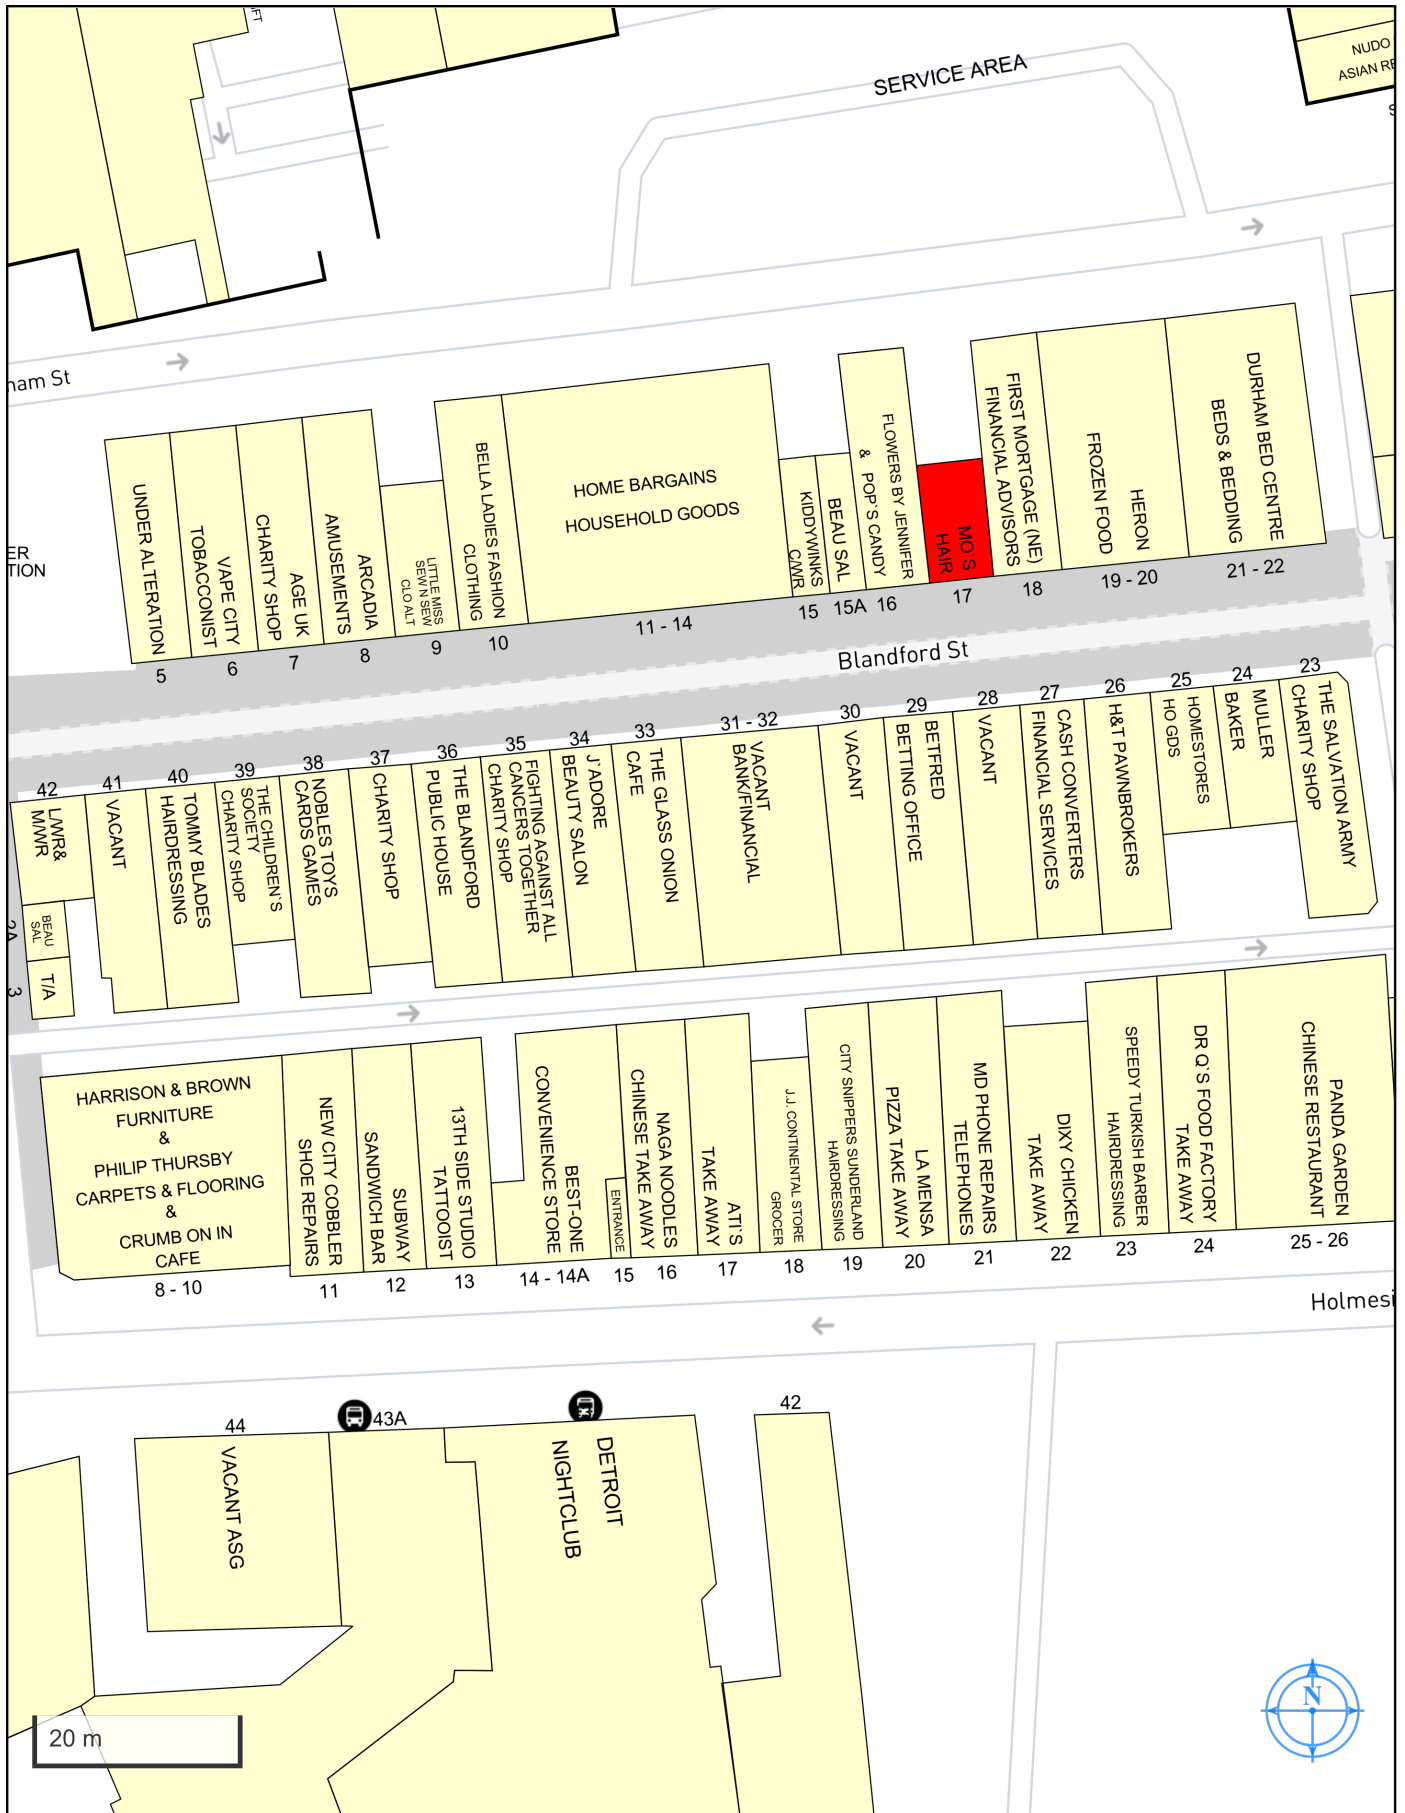 SERVICE AREA
NUDO
ASIAN RE
IFT
ham St
ER
TION
UNDER ALTERATION
5
VAPE CITY
TOBACCONIST
6
AGE UK
CHARITY SHOP
7
ARCADIA
AMUSEMENTS
8
LITTLE MISS
SEW N SEW
CLO ALT
9
BELLA LADIES FASHION
CLOTHING
10
HOME BARGAINS
HOUSEHOLD GOODS
11 - 14
KIDDYWINKS
C/WR
15
BEAU SAL
15A
FLOWERS BY JENNIFER
& POP'S CANDY
16
MO'S
HAIR
17
FIRST MORTGAGE (NE)
FINANCIAL ADVISORS
18
HERON
FROZEN FOOD
19 - 20
DURHAM BED CENTRE
BEDS & BEDDING
21 - 22
Blandford St
42
L/WR&
M/WR
BEAU
SAL
2A
T/A
3
41
VACANT
40
TOMMY BLADES
HAIRDRESSING
39
THE CHILDREN'S
SOCIETY
CHARITY SHOP
38
NOBLES TOYS
CARDS GAMES
37
CHARITY SHOP
36
THE BLANDFORD
PUBLIC HOUSE
35
FIGHTING AGAINST ALL
CANCERS TOGETHER
CHARITY SHOP
34
J'ADORE
BEAUTY SALON
33
THE GLASS ONION
CAFE
31 - 32
VACANT
BANK/FINANCIAL
30
VACANT
29
BETFRED
BETTING OFFICE
28
VACANT
27
CASH CONVERTERS
FINANCIAL SERVICES
26
H&T PAWNBROKERS
25
HOMESTORES
HO GDS
24
MULLER
BAKER
23
THE SALVATION ARMY
CHARITY SHOP
HARRISON & BROWN
FURNITURE
&
PHILIP THURSBY
CARPETS & FLOORING
&
CRUMB ON IN
CAFE
8 - 10
NEW CITY COBBLER
SHOE REPAIRS
11
SUBWAY
SANDWICH BAR
12
13TH SIDE STUDIO
TATTOOIST
13
BEST-ONE
CONVENIENCE STORE
14 - 14A
ENTRANCE
15
NAGA NOODLES
CHINESE TAKE AWAY
16
ATI'S
TAKE AWAY
17
J.J. CONTINENTAL STORE
GROCER
18
CITY SNIPPERS SUNDERLAND
HAIRDRESSING
19
LA MENSA
PIZZA TAKE AWAY
20
MD PHONE REPAIRS
TELEPHONES
21
DIXY CHICKEN
TAKE AWAY
22
SPEEDY TURKISH BARBER
HAIRDRESSING
23
DR Q'S FOOD FACTORY
TAKE AWAY
24
PANDA GARDEN
CHINESE RESTAURANT
25 - 26
Holmesi
44
VACANT ASG
43A
DETROIT
NIGHTCLUB
42
20 m
N